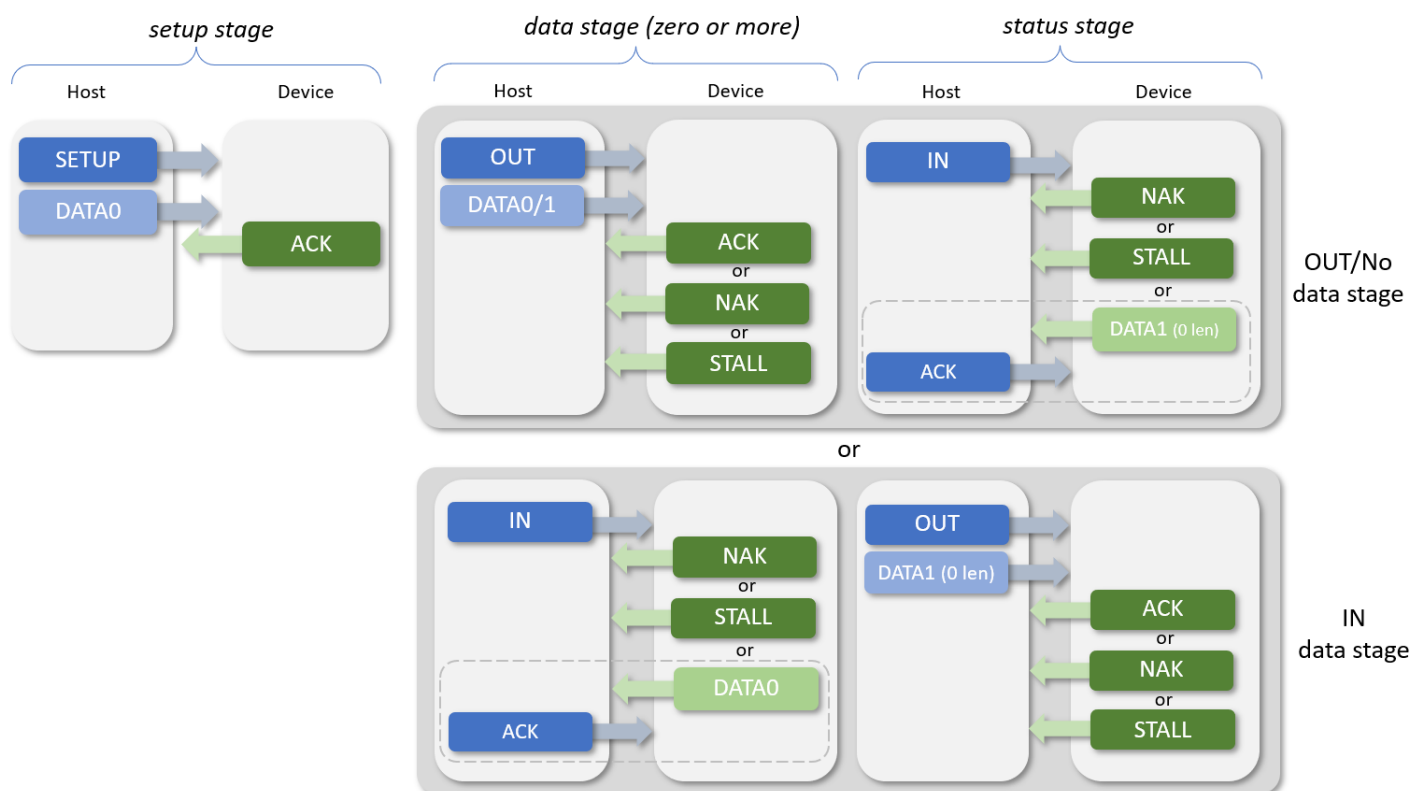 setup stage
data stage (zero or more)
status stage
Host
Device
Host
Device
Host
Device
SETUP
DATA0
ACK
OUT
DATA0/1
ACK
or
NAK
or
STALL
IN
NAK
or
STALL
or
DATA1 (0 len)
ACK
OUT/No
data stage
or
IN
NAK
or
STALL
or
DATA0
ACK
OUT
DATA1 (0 len)
ACK
or
NAK
or
STALL
IN
data stage